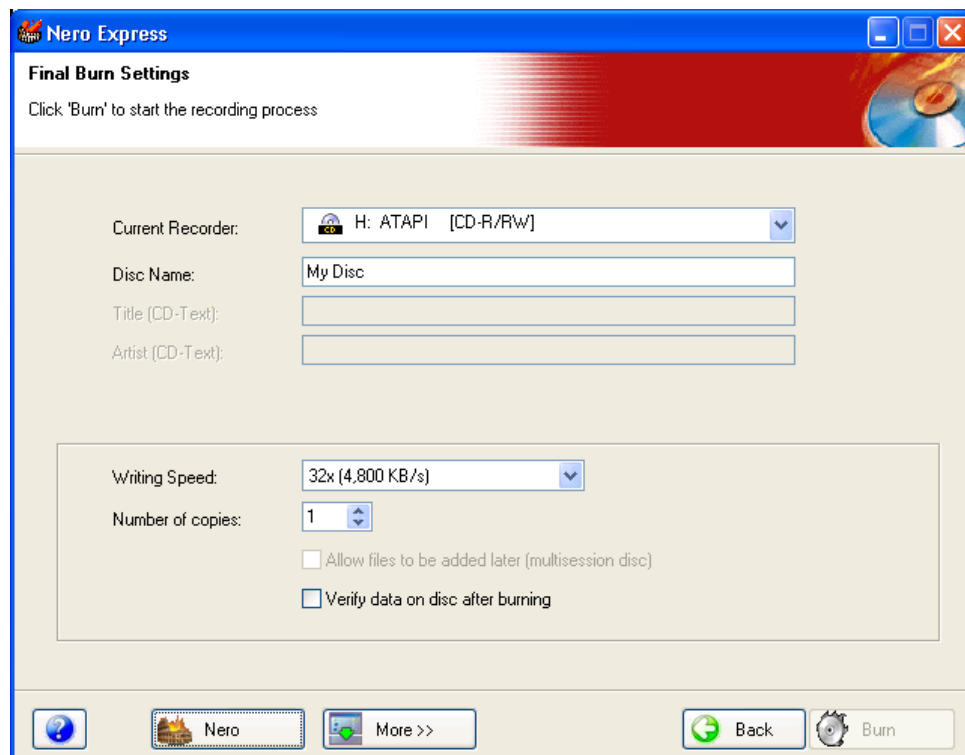 Nero Express
Final Burn Settings
Click 'Burn' to start the recording process
Current Recorder: H: ATAPI [CD-R/RW]
Disc Name: My Disc
Title (CD-Text):
Artist (CD-Text):
Writing Speed: 32x (4,800 KB/s)
Number of copies: 1
Allow files to be added later (multisession disc)
Verify data on disc after burning
? Nero More >> Back Burn